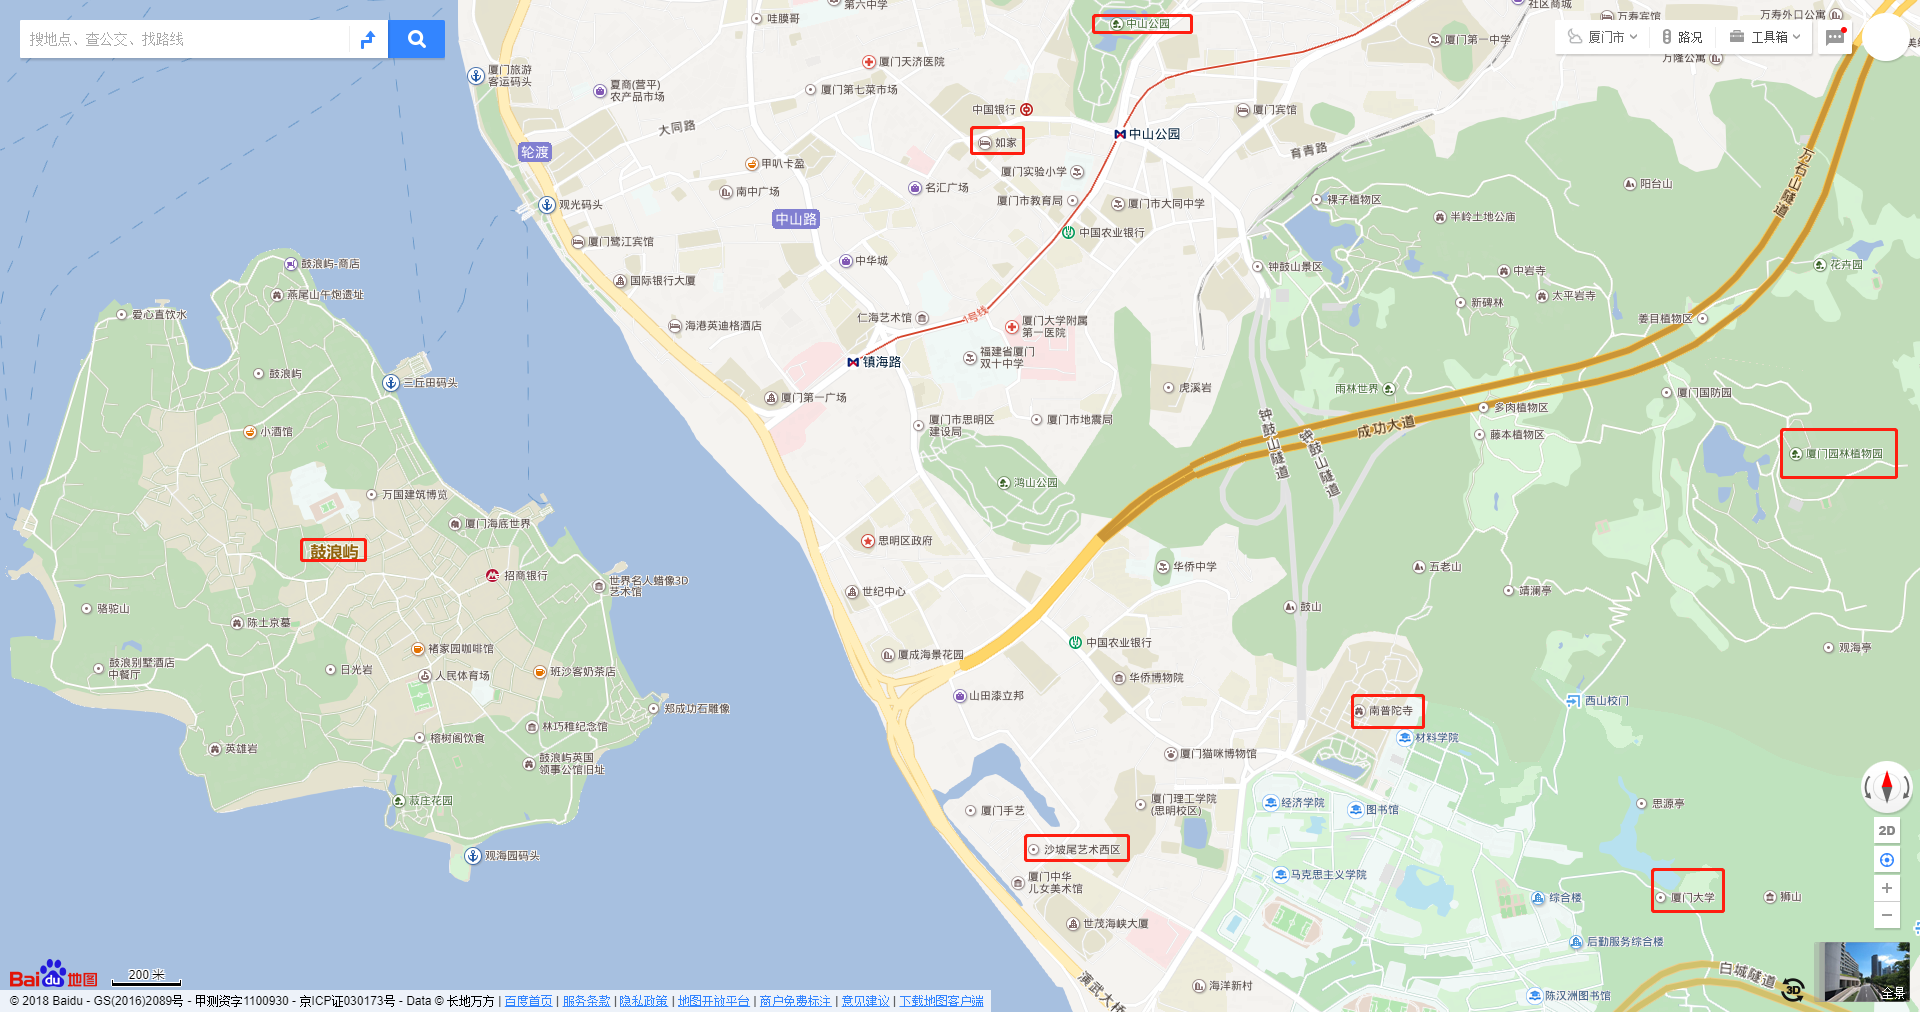 搜地点、查公交、找路线
厦门市
路况
工具箱
哇膜哥
第六中学
中山公园
社区商城
万寿宾馆
万寿外口公寓
厦门第一中学
万隆公寓
厦门旅游
客运码头
夏商(营平)
农产品市场
厦门天济医院
厦门第七菜市场
中国银行
厦门宾馆
大同路
如家
中山公园
育青路
轮渡
甲叭卡盈
厦门实验小学
万石山隧道
南中广场
名汇广场
厦门市教育局
厦门市大同中学
裸子植物区
阳台山
观光码头
中山路
中国农业银行
半岭土地公庙
厦门鹭江宾馆
中华城
钟鼓山景区
中岩寺
花卉园
鼓浪屿-商店
燕尾山午炮遗址
国际银行大厦
新碑林
太平岩寺
爱心直饮水
海港英迪格酒店
仁海艺术馆
1号线
厦门大学附属
第一医院
姜目植物区
镇海路
福建省厦门
双十中学
鼓浪屿
三丘田码头
厦门第一广场
虎溪岩
雨林世界
厦门国防园
小酒馆
厦门市思明区
建设局
厦门市地震局
钟鼓山隧道
钟鼓山隧道
成功大道
多肉植物区
藤本植物区
厦门园林植物园
万国建筑博览
鸿山公园
厦门海底世界
鼓浪屿
思明区政府
招商银行
世界名人蜡像3D
艺术馆
世纪中心
华侨中学
五老山
靖澜亭
骆驼山
陈土京墓
鼓山
褚家园咖啡馆
中国农业银行
观海亭
鼓浪别墅酒店
中餐厅
日光岩
人民体育场
班沙客奶茶店
厦成海景花园
华侨博物院
山田漆立邦
西山校门
南普陀寺
郑成功石雕像
林巧稚纪念馆
榕树阁饮食
材料学院
英雄岩
鼓浪屿英国
领事公馆旧址
厦门猫咪博物馆
菽庄花园
厦门手艺
厦门理工学院
(思明校区)
经济学院
图书馆
思源亭
观海园码头
沙坡尾艺术西区
厦门中华
儿女美术馆
马克思主义学院
综合楼
厦门大学
狮山
世茂海峡大厦
后勤服务综合楼
海洋新村
演武大桥
陈汉洲图书馆
白城隧道
2D
3D
全景
Bai du 地图
200 米
© 2018 Baidu - GS(2016)2089号 - 甲测资字1100930 - 京ICP证030173号 - Data © 长地万方 | 百度首页 | 服务条款 | 隐私政策 | 地图开放平台 | 商户免费标注 | 意见建议 | 下载地图客户端